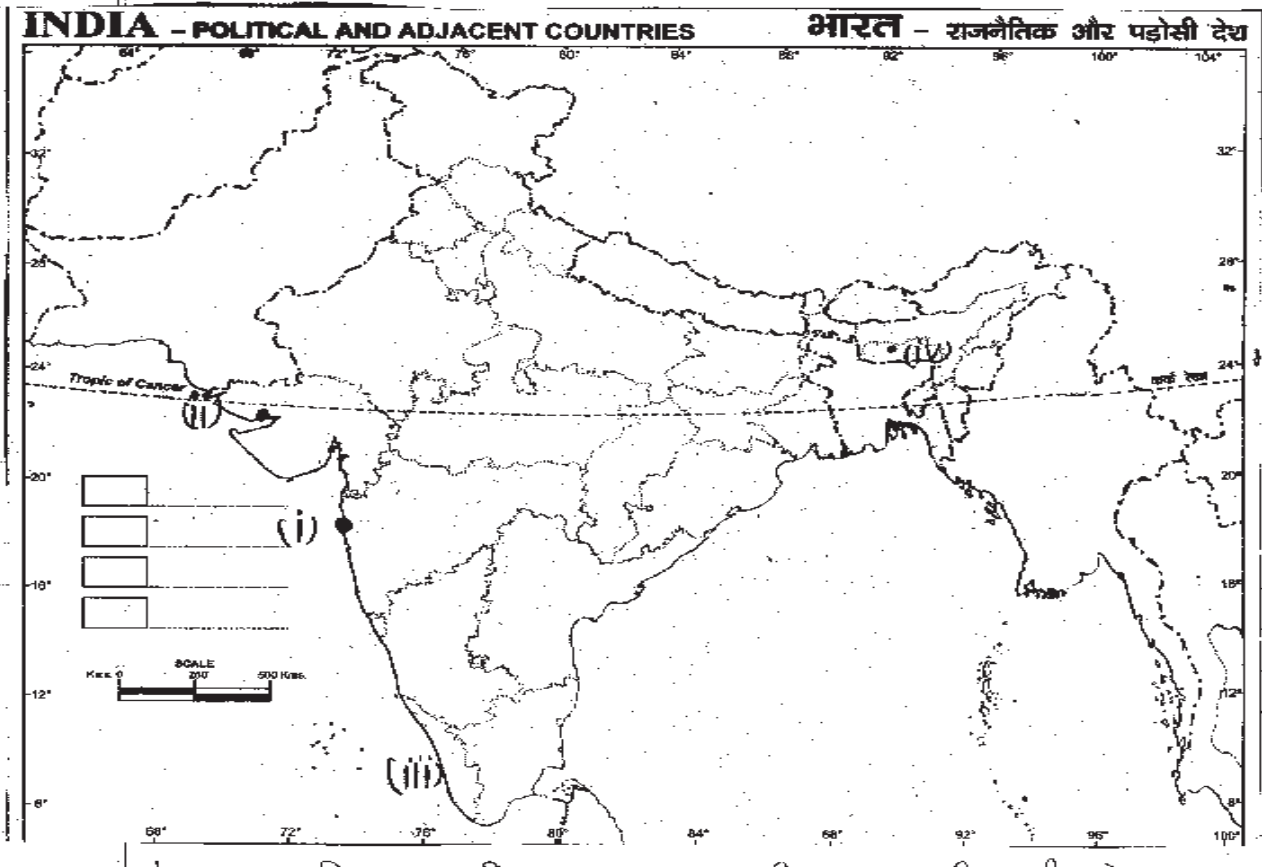 INDIA – POLITICAL AND ADJACENT COUNTRIES भारत – राजनैतिक और पड़ोसी देश
64° 68° 72° 76° 80° 84° 88° 92° 96° 100° 104°
32° 32°
28° 28°
24° 24°
Tropic of Cancer कर्क रेखा
(iv)
(ii)
20° 20°
(i)
16° 16°
SCALE
Kms. 0 250 500 Kms.
12° 12°
(iii)
8° 8°
68° 72° 76° 80° 84° 88° 92° 96° 100°